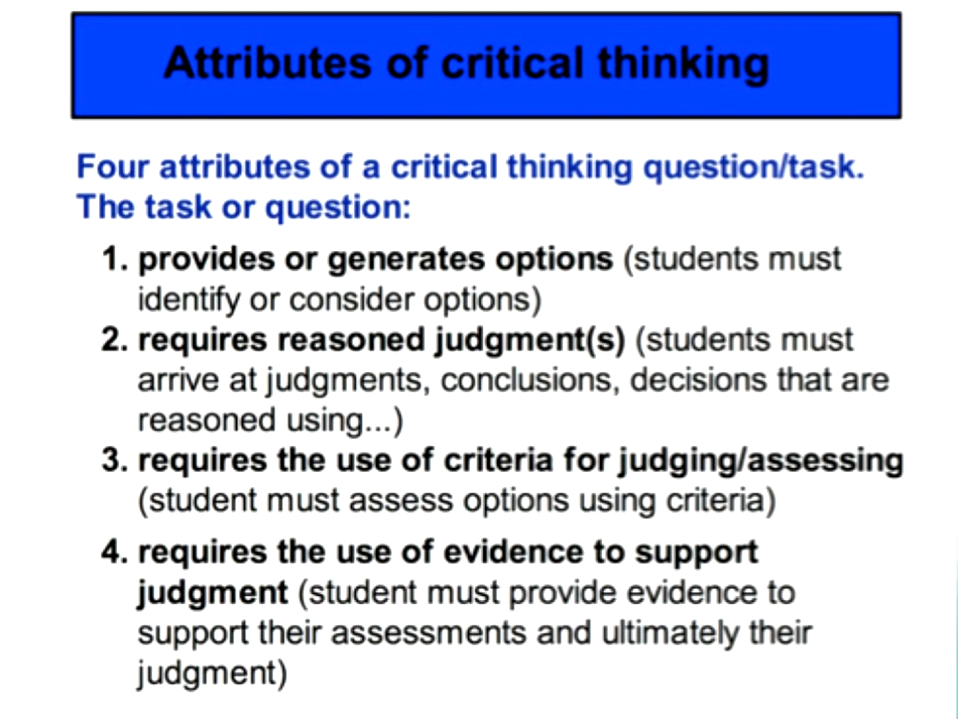 Attributes of critical thinking
Four attributes of a critical thinking question/task.
The task or question:
1. provides or generates options (students must
identify or consider options)
2. requires reasoned judgment(s) (students must
arrive at judgments, conclusions, decisions that are
reasoned using...)
3. requires the use of criteria for judging/assessing
(student must assess options using criteria)
4. requires the use of evidence to support
judgment (student must provide evidence to
support their assessments and ultimately their
judgment)